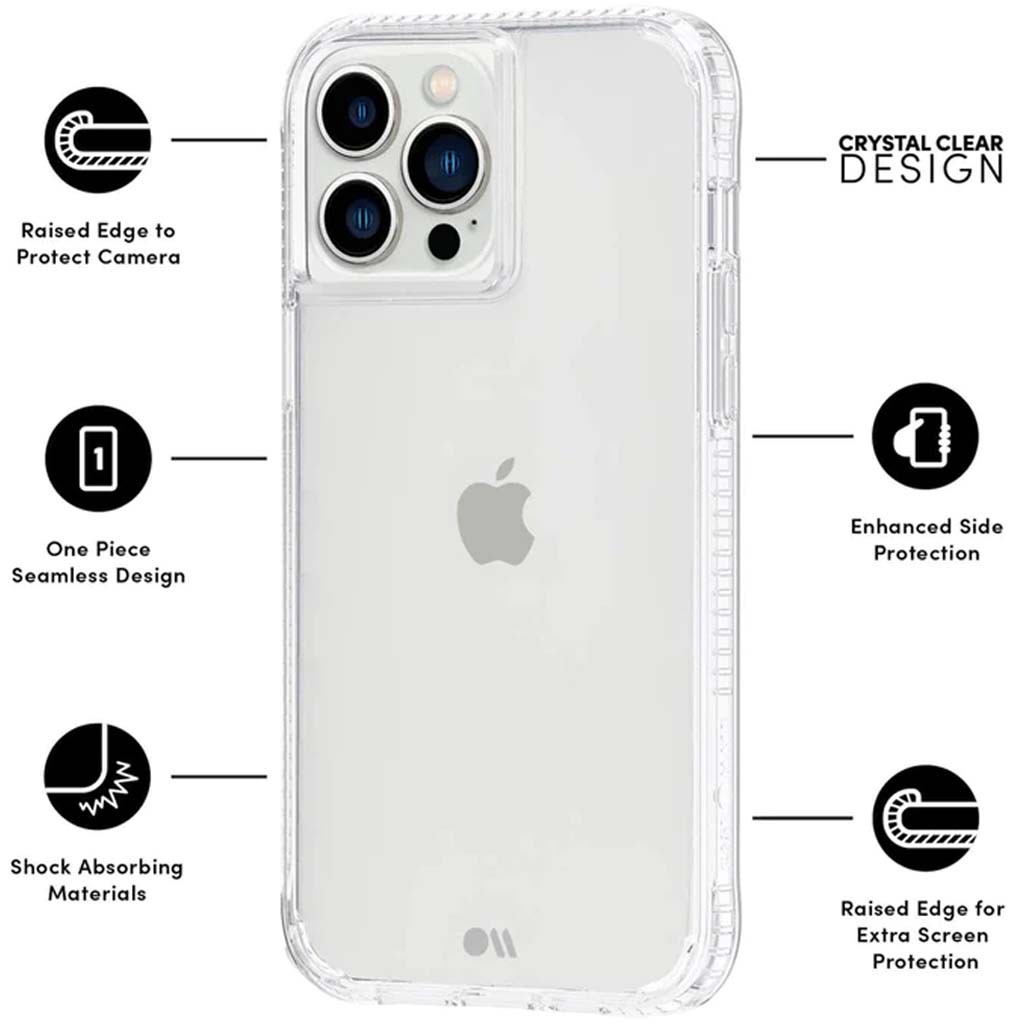 Raised Edge to
Protect Camera
1
One Piece
Seamless Design
Shock Absorbing
Materials
CRYSTAL CLEAR
DESIGN
Enhanced Side
Protection
Raised Edge for
Extra Screen
Protection